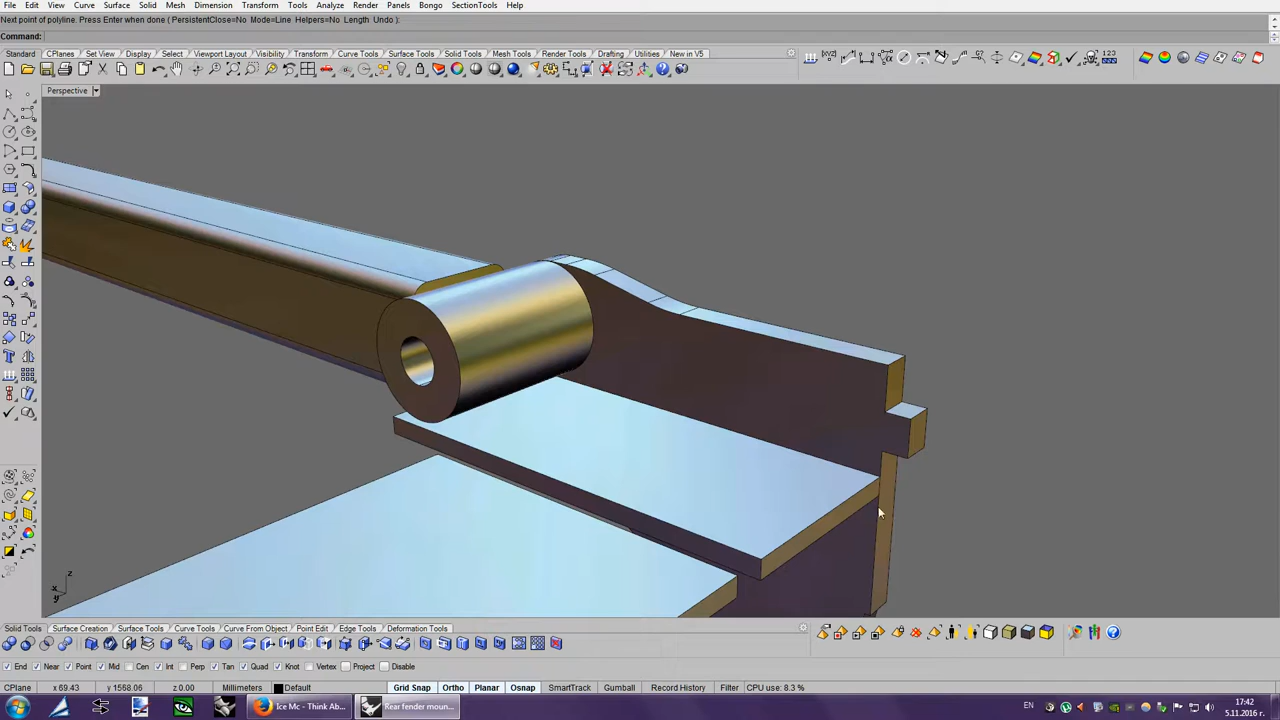 File Edit View Curve Surface Solid Mesh Dimension Transform Tools Analyze Render Panels Bongo SectionTools Help
Next point of polyline. Press Enter when done ( PersistentClose=No Mode=Line Helpers=No Length Undo ):
Command:
Standard CPlanes Set View Display Select Viewport Layout Visibility Transform Curve Tools Surface Tools Solid Tools Mesh Tools Render Tools Drafting Utilities New in V5
Perspective
z
x
y
Solid Tools Surface Creation Surface Tools Curve Tools Curve From Object Point Edit Edge Tools Deformation Tools
End Near Point Mid Cen Int Perp Tan Quad Knot Vertex Project Disable
CPlane x 69.43 y 1558.06 z 0.00 Millimeters Default Grid Snap Ortho Planar Osnap SmartTrack Gumball Record History Filter CPU use: 8.3 %
Ice Mc - Think Ab... Rear fender moun... EN 17:42
5.11.2016 г.